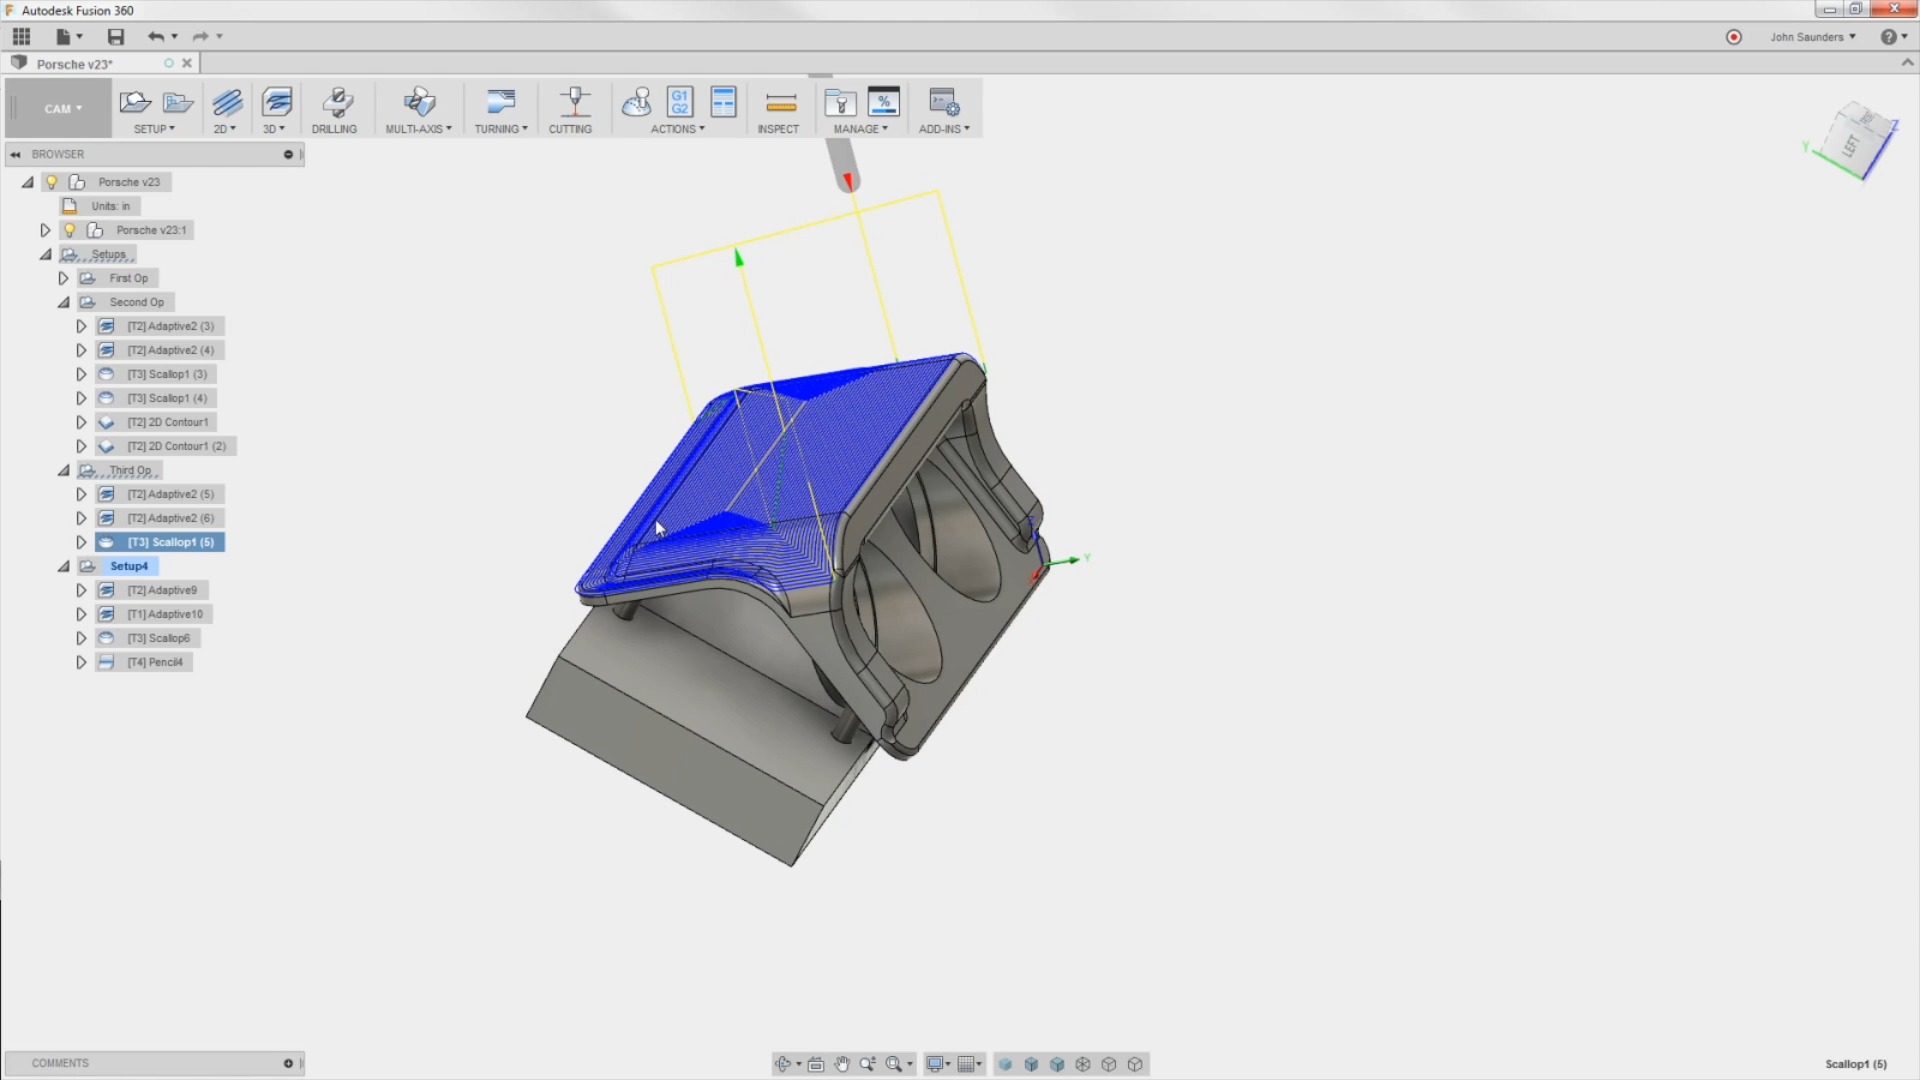 Autodesk Fusion 360
John Saunders
Porsche v23*
CAM
SETUP
2D
3D
DRILLING
MULTI-AXIS
TURNING
CUTTING
G1
G2
ACTIONS
INSPECT
%
MANAGE
ADD-INS
BROWSER
Porsche v23
Units: in
Porsche v23:1
Setups
First Op
Second Op
[T2] Adaptive2 (3)
[T2] Adaptive2 (4)
[T3] Scallop1 (3)
[T3] Scallop1 (4)
[T2] 2D Contour1
[T2] 2D Contour1 (2)
Third Op
[T2] Adaptive2 (5)
[T2] Adaptive2 (6)
[T3] Scallop1 (5)
Setup4
[T2] Adaptive9
[T1] Adaptive10
[T3] Scallop6
[T4] Pencil4
LEFT
Y
Z
Y
COMMENTS
Scallop1 (5)